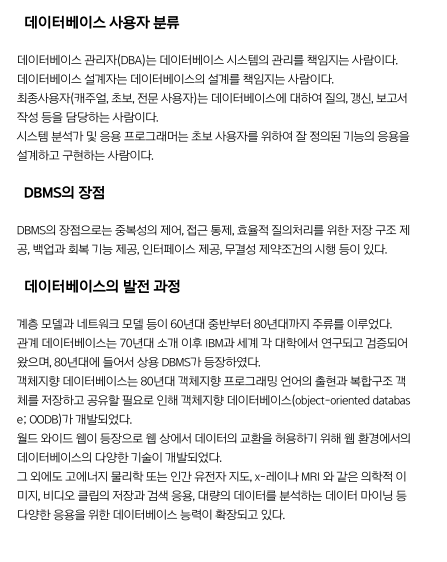 데이터베이스 사용자 분류
데이터베이스 관리자(DBA)는 데이터베이스 시스템의 관리를 책임지는 사람이다.
데이터베이스 설계자는 데이터베이스의 설계를 책임지는 사람이다.
최종사용자(캐주얼, 초보, 전문 사용자)는 데이터베이스에 대하여 질의, 갱신, 보고서
작성 등을 담당하는 사람이다.
시스템 분석가 및 응용 프로그래머는 초보 사용자를 위하여 잘 정의된 기능의 응용을
설계하고 구현하는 사람이다.
DBMS의 장점
DBMS의 장점으로는 중복성의 제어, 접근 통제, 효율적 질의처리를 위한 저장 구조 제
공, 백업과 회복 기능 제공, 인터페이스 제공, 무결성 제약조건의 시행 등이 있다.
데이터베이스의 발전 과정
계층 모델과 네트워크 모델 등이 60년대 중반부터 80년대까지 주류를 이루었다.
관계 데이터베이스는 70년대 소개 이후 IBM과 세계 각 대학에서 연구되고 검증되어
왔으며, 80년대에 들어서 상용 DBMS가 등장하였다.
객체지향 데이터베이스는 80년대 객체지향 프로그래밍 언어의 출현과 복합구조 객
체를 저장하고 공유할 필요로 인해 객체지향 데이터베이스(object-oriented databas
e; OODB)가 개발되었다.
월드 와이드 웹이 등장으로 웹 상에서 데이터의 교환을 허용하기 위해 웹 환경에서의
데이터베이스의 다양한 기술이 개발되었다.
그 외에도 고에너지 물리학 또는 인간 유전자 지도, x-레이나 MRI 와 같은 의학적 이
미지, 비디오 클립의 저장과 검색 응용, 대량의 데이터를 분석하는 데이터 마이닝 등
다양한 응용을 위한 데이터베이스 능력이 확장되고 있다.